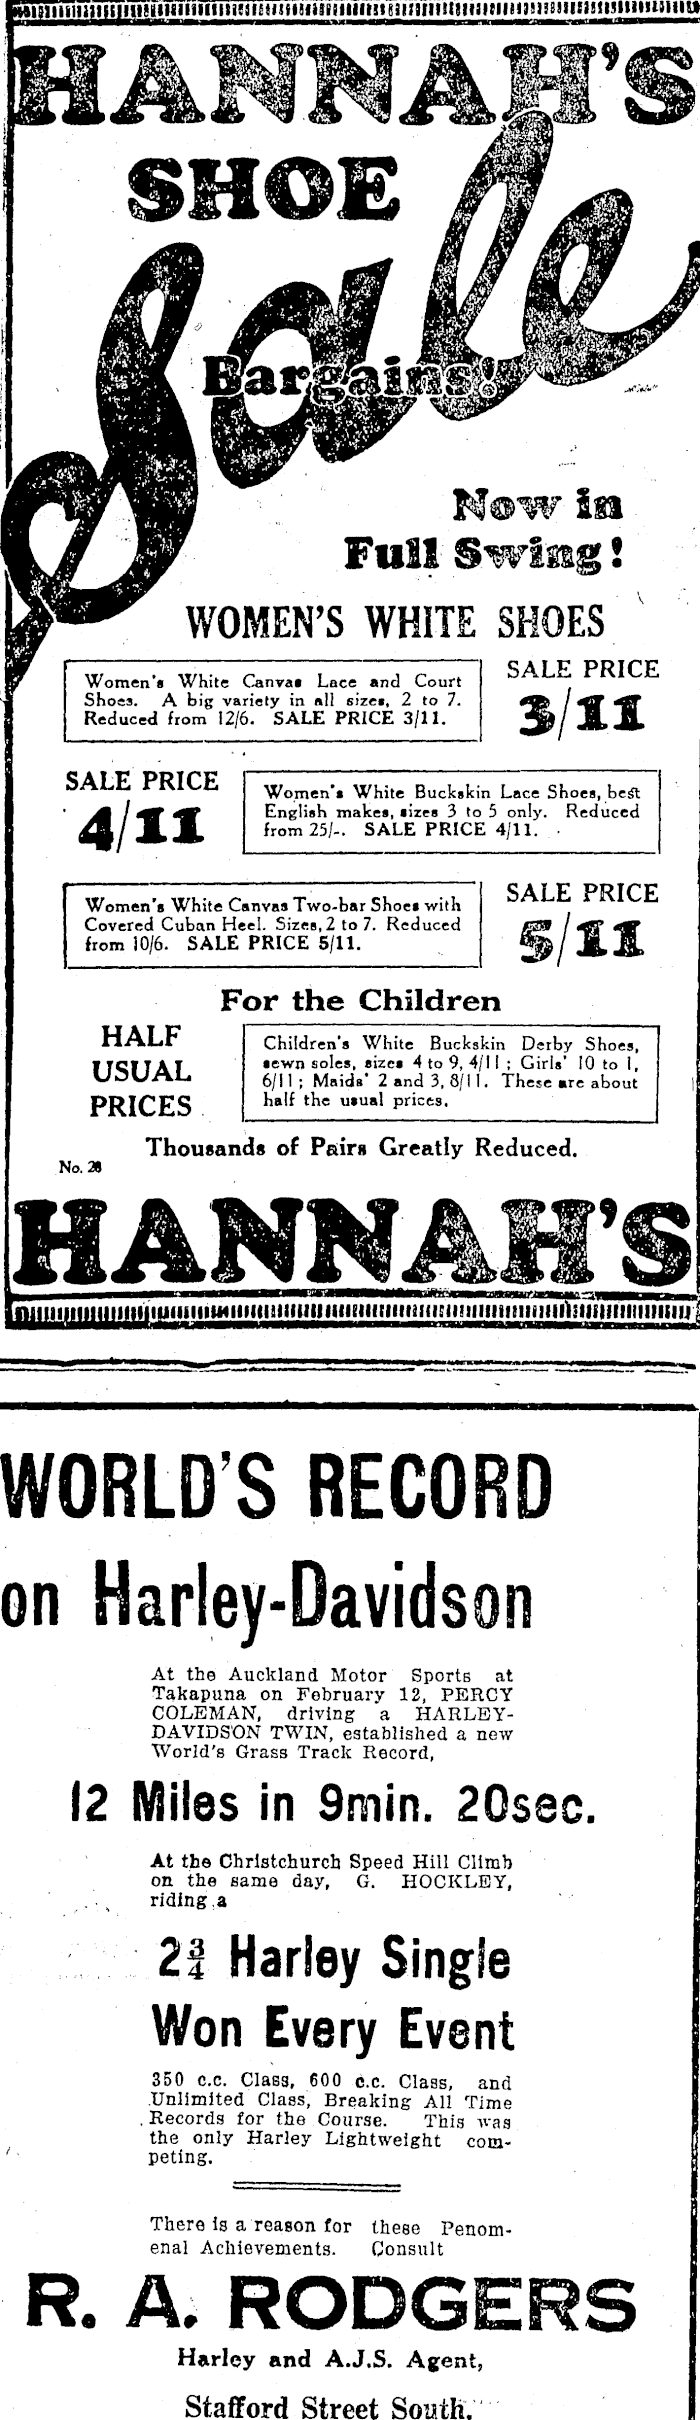 HANNAH'S
SHOE
Sale
Bargains!
Now in
Full Swing!
WOMEN'S WHITE SHOES
Women's White Canvas Lace and Court
Shoes. A big variety in all sizes, 2 to 7.
Reduced from 12/6. SALE PRICE 3/11.
SALE PRICE
3/11
SALE PRICE
4/11
Women's White Buckskin Lace Shoes, best
English makes, sizes 3 to 5 only. Reduced
from 25/-. SALE PRICE 4/11.
Women's White Canvas Two-bar Shoes with
Covered Cuban Heel. Sizes, 2 to 7. Reduced
from 10/6. SALE PRICE 5/11.
SALE PRICE
5/11
For the Children
HALF
USUAL
PRICES
Children's White Buckskin Derby Shoes,
sewn soles, sizes 4 to 9, 4/11; Girls' 10 to 1,
6/11; Maids' 2 and 3, 8/11. These are about
half the usual prices.
Thousands of Pairs Greatly Reduced.
No. 28
HANNAH'S
WORLD'S RECORD
on Harley-Davidson
At the Auckland Motor Sports at
Takapuna on February 12, PERCY
COLEMAN, driving a HARLEY-
DAVIDSON TWIN, established a new
World's Grass Track Record,
12 Miles in 9min. 20sec.
At the Christchurch Speed Hill Climb
on the same day, G. HOCKLEY,
riding a
2¾ Harley Single
Won Every Event
350 c.c. Class, 600 c.c. Class, and
Unlimited Class, Breaking All Time
Records for the Course. This was
the only Harley Lightweight com-
peting.
There is a reason for these Penom-
enal Achievements. Consult
R. A. RODGERS
Harley and A.J.S. Agent,
Stafford Street South.